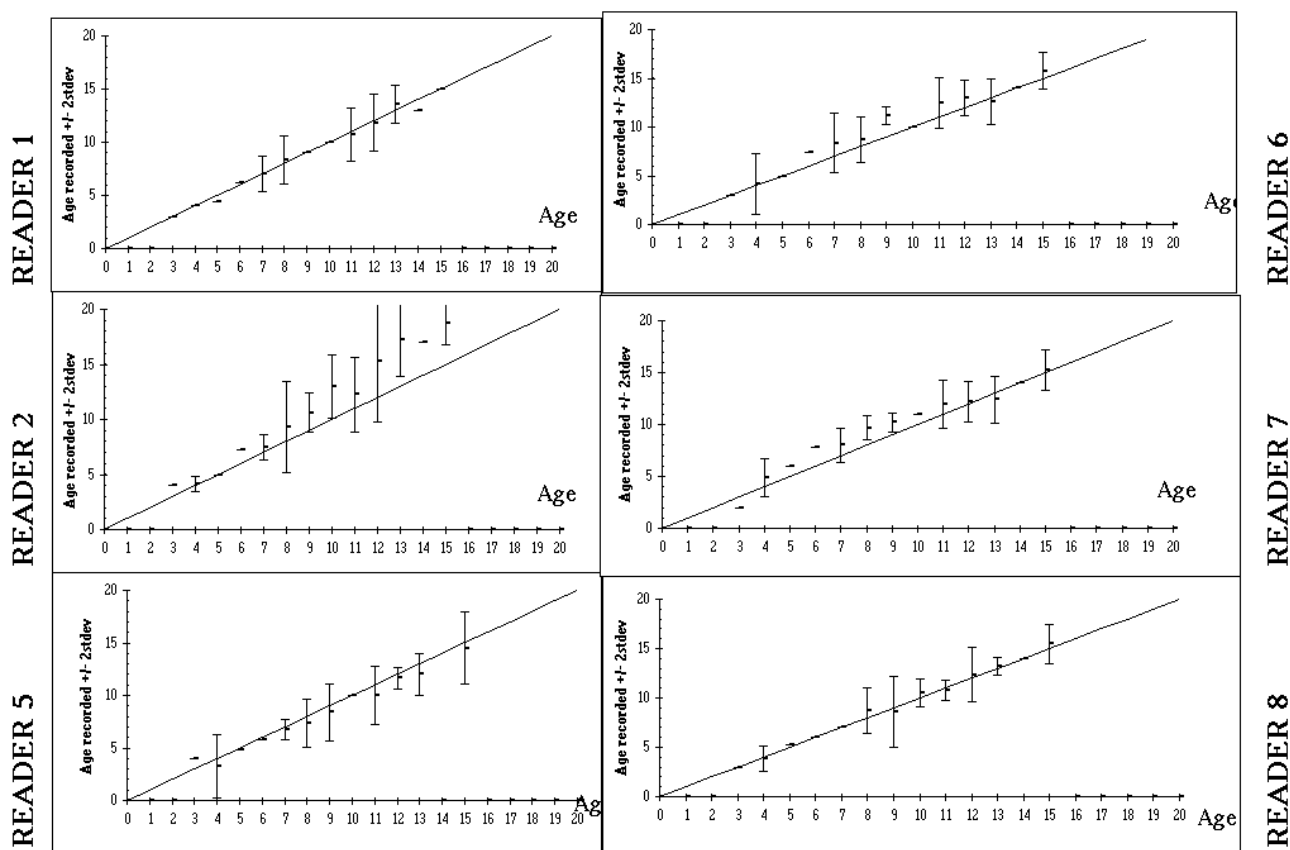 READER 1
Age recorded +/- 2stdev
20
15
10
5
0
Age
0 1 2 3 4 5 6 7 8 9 10 11 12 13 14 15 16 17 18 19 20
READER 6
Age recorded +/- 2stdev
20
15
10
5
0
Age
0 1 2 3 4 5 6 7 8 9 10 11 12 13 14 15 16 17 18 19 20
READER 2
Age recorded +/- 2stdev
20
15
10
5
0
Age
0 1 2 3 4 5 6 7 8 9 10 11 12 13 14 15 16 17 18 19 20
READER 7
Age recorded +/- 2stdev
20
15
10
5
0
Age
0 1 2 3 4 5 6 7 8 9 10 11 12 13 14 15 16 17 18 19 20
READER 5
Age recorded +/- 2stdev
20
15
10
5
0
Ag
0 1 2 3 4 5 6 7 8 9 10 11 12 13 14 15 16 17 18 19 20
READER 8
Age recorded +/- 2stdev
20
15
10
5
0
Age
0 1 2 3 4 5 6 7 8 9 10 11 12 13 14 15 16 17 18 19 20